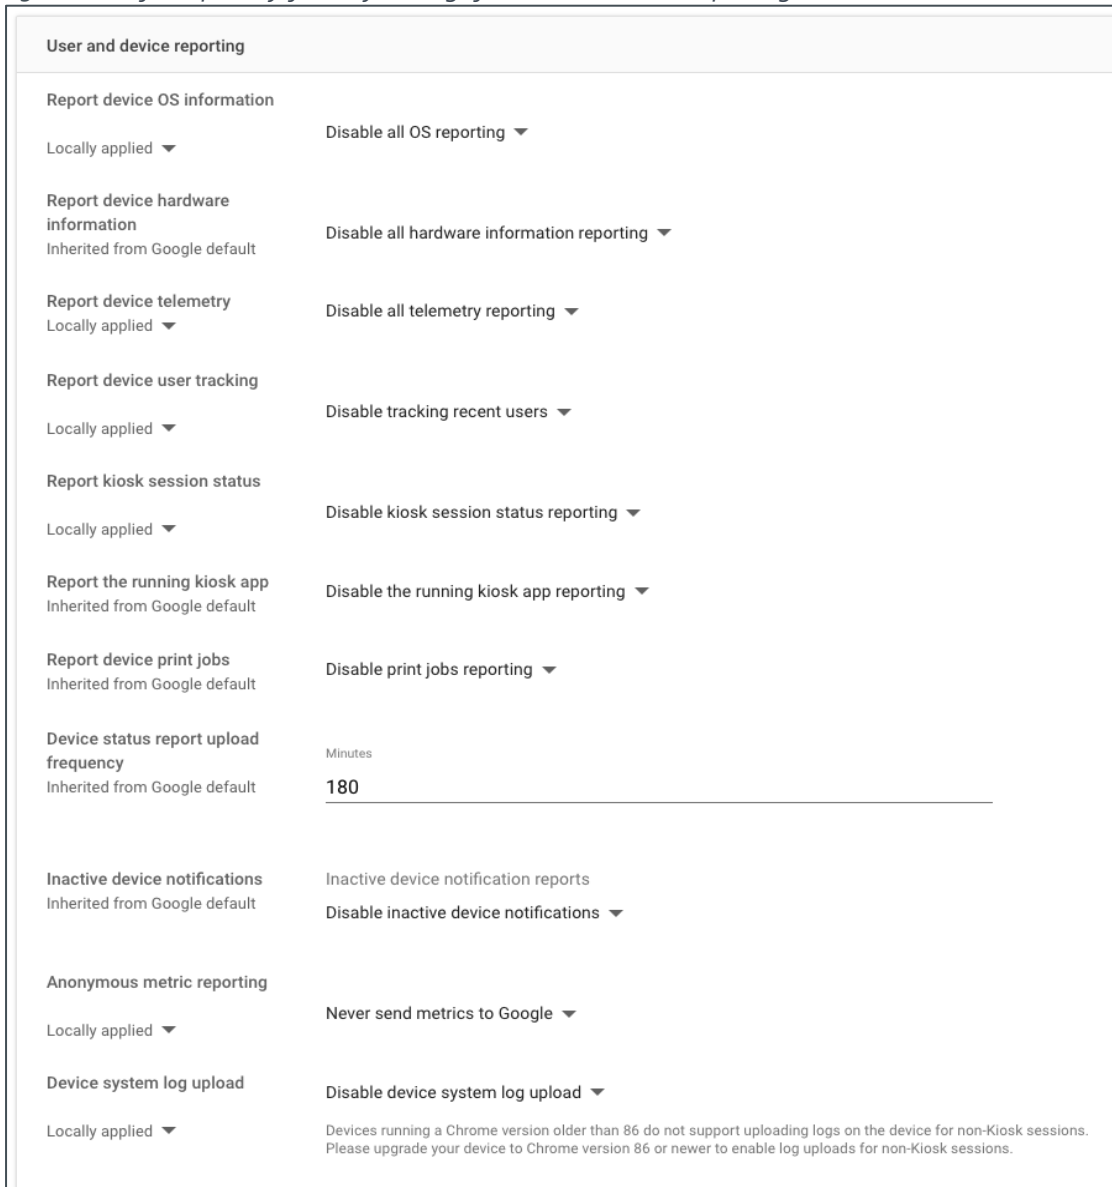 User and device reporting
Report device OS information
Locally applied
Disable all OS reporting
Report device hardware
information
Inherited from Google default
Disable all hardware information reporting
Report device telemetry
Locally applied
Disable all telemetry reporting
Report device user tracking
Locally applied
Disable tracking recent users
Report kiosk session status
Locally applied
Disable kiosk session status reporting
Report the running kiosk app
Inherited from Google default
Disable the running kiosk app reporting
Report device print jobs
Inherited from Google default
Disable print jobs reporting
Device status report upload
frequency
Inherited from Google default
Minutes
180
Inactive device notifications
Inherited from Google default
Inactive device notification reports
Disable inactive device notifications
Anonymous metric reporting
Locally applied
Never send metrics to Google
Device system log upload
Locally applied
Disable device system log upload
Devices running a Chrome version older than 86 do not support uploading logs on the device for non-Kiosk sessions.
Please upgrade your device to Chrome version 86 or newer to enable log uploads for non-Kiosk sessions.